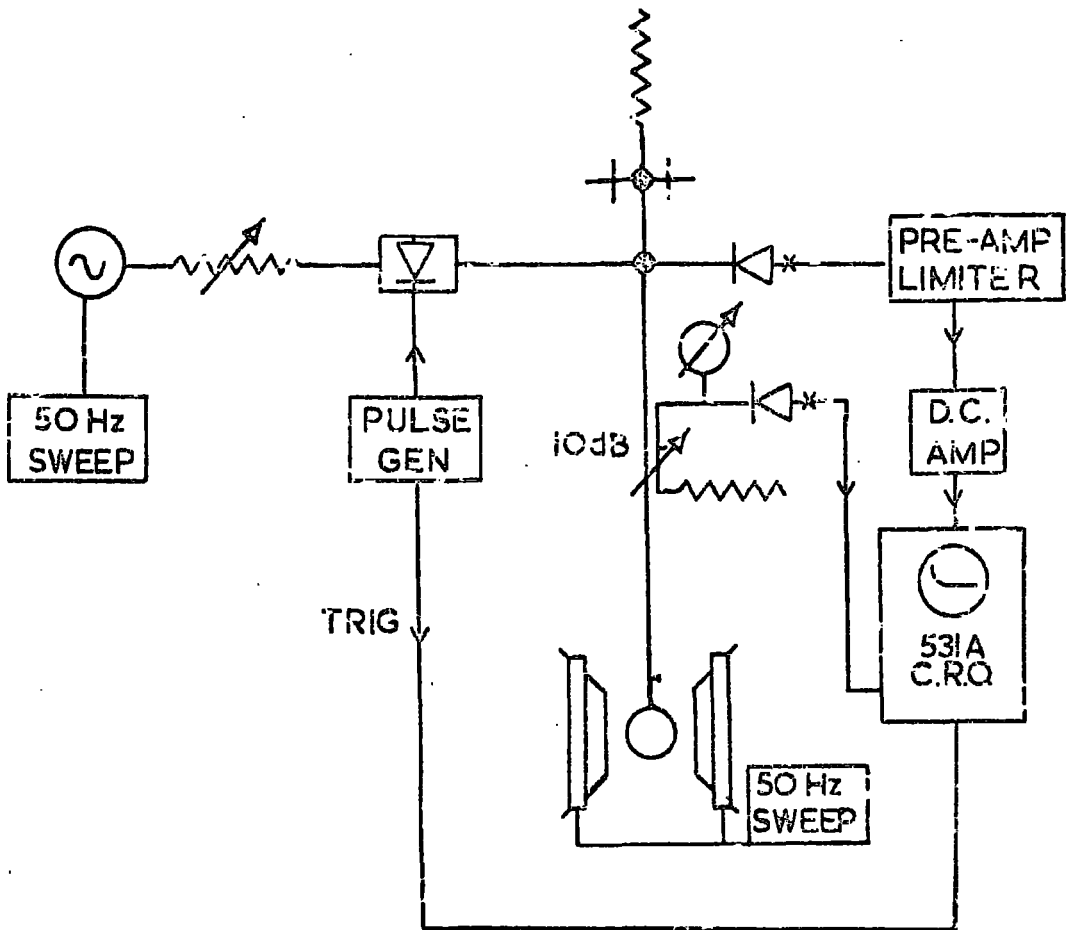 PRE-AMP
LIMITER
50 Hz
SWEEP
PULSE
GEN
10dB
D.C.
AMP
TRIG
531A
C.R.O
50 Hz
SWEEP